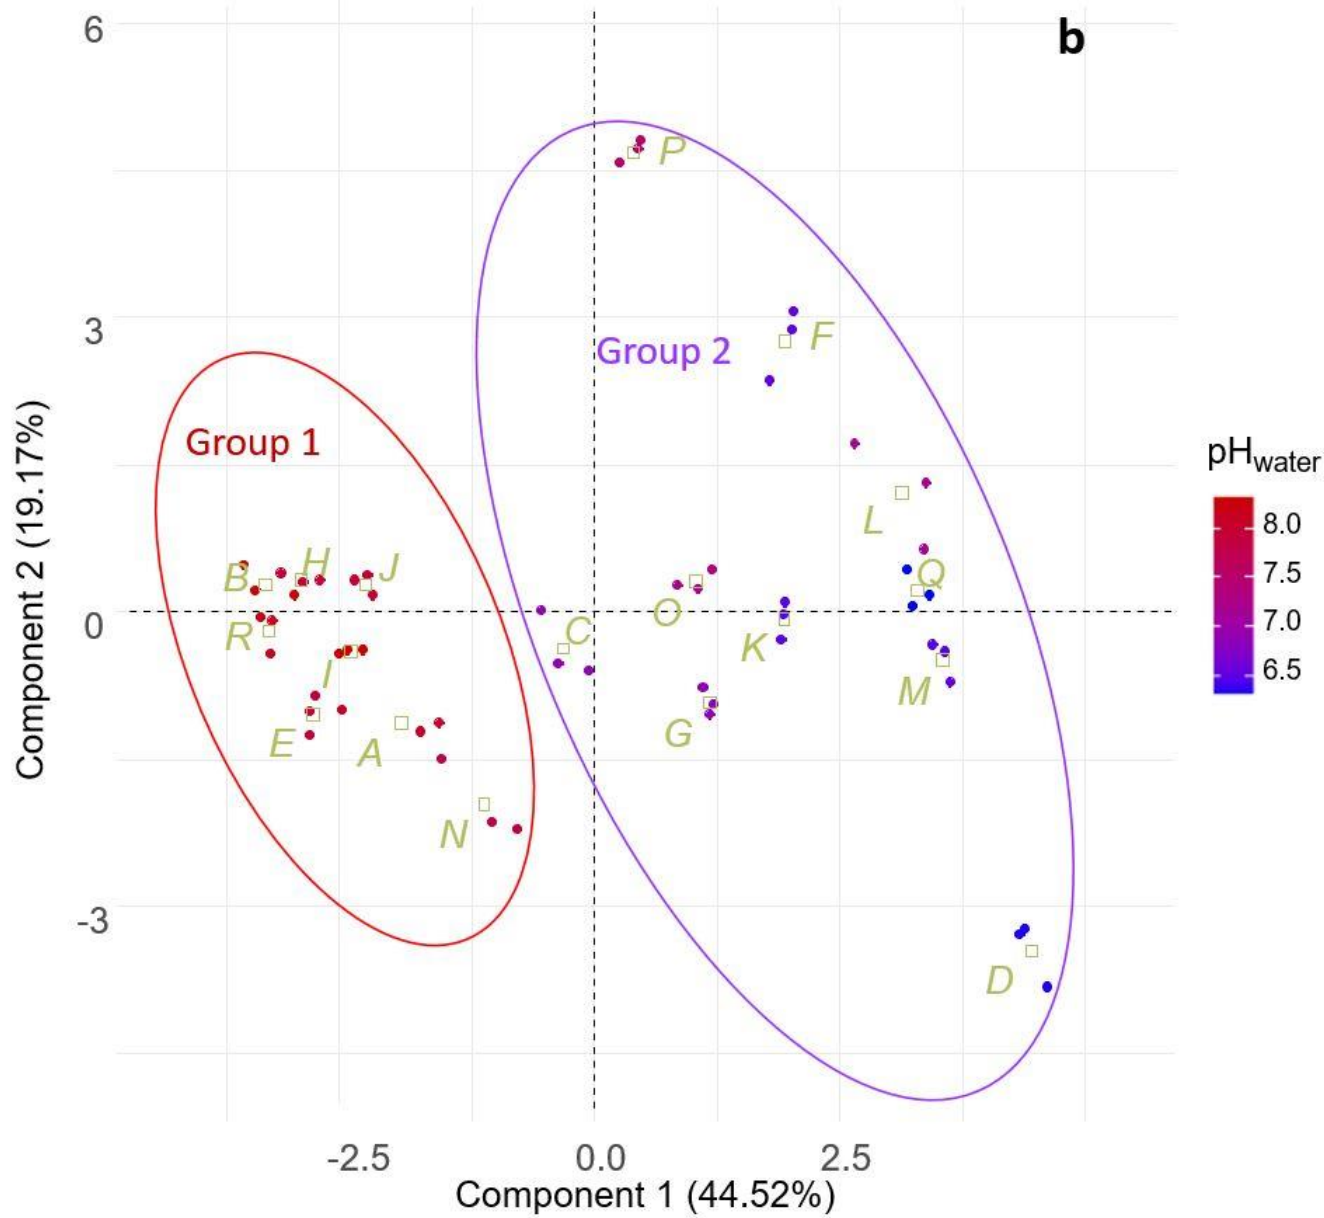 6
b
P
3
F
Group 2
Group 1
pHwater
8.0
7.5
7.0
6.5
L
B
H
J
Q
O
0
R
C
K
I
M
E
A
G
N
-3
D
-2.5
0.0
2.5
Component 1 (44.52%)
Component 2 (19.17%)